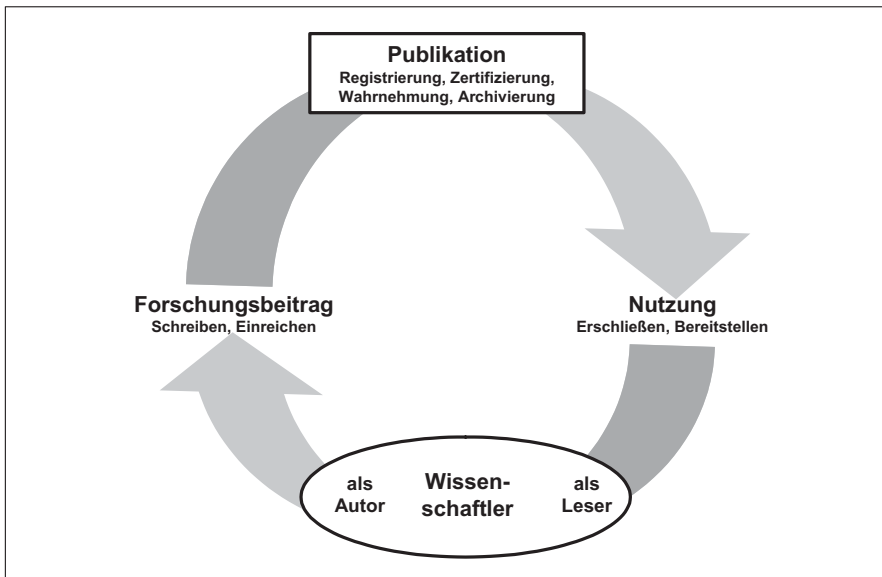 Publikation
Registrierung, Zertifizierung,
Wahrnehmung, Archivierung
Forschungsbeitrag
Schreiben, Einreichen
Nutzung
Erschließen, Bereitstellen
als
Autor
Wissen-
schaftler
als
Leser